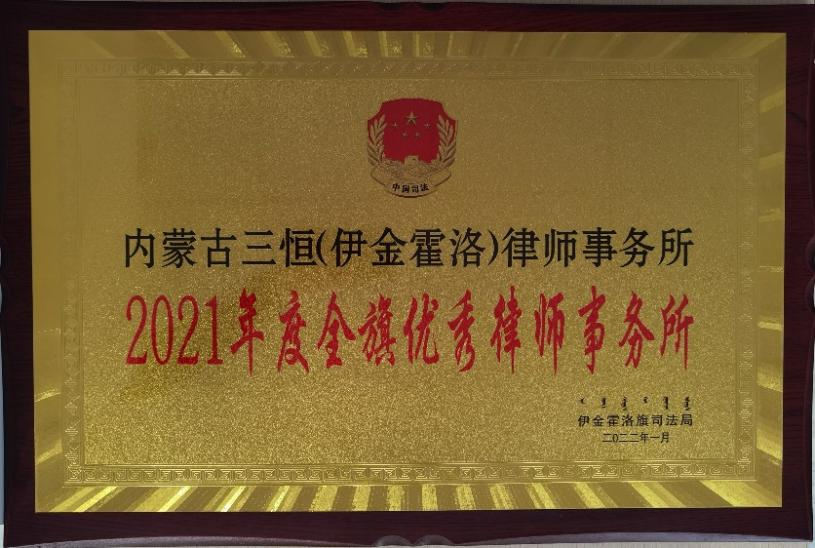 中国司法
内蒙古三恒(伊金霍洛)律师事务所
2021年度全旗优秀律师事务所
伊金霍洛旗司法局
二〇二二年一月